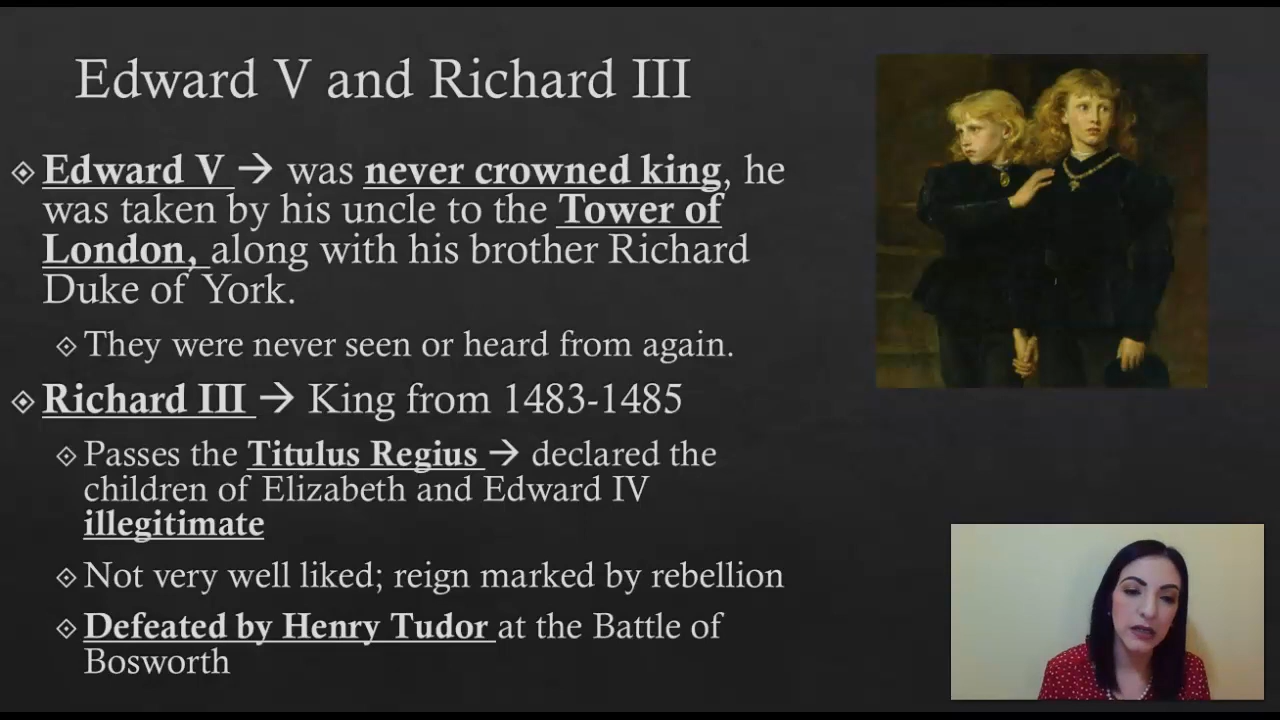 Edward V and Richard III
Edward V → was never crowned king, he
was taken by his uncle to the Tower of
London, along with his brother Richard
Duke of York.
They were never seen or heard from again.
Richard III → King from 1483-1485
Passes the Titulus Regius → declared the
children of Elizabeth and Edward IV
illegitimate
Not very well liked; reign marked by rebellion
Defeated by Henry Tudor at the Battle of
Bosworth